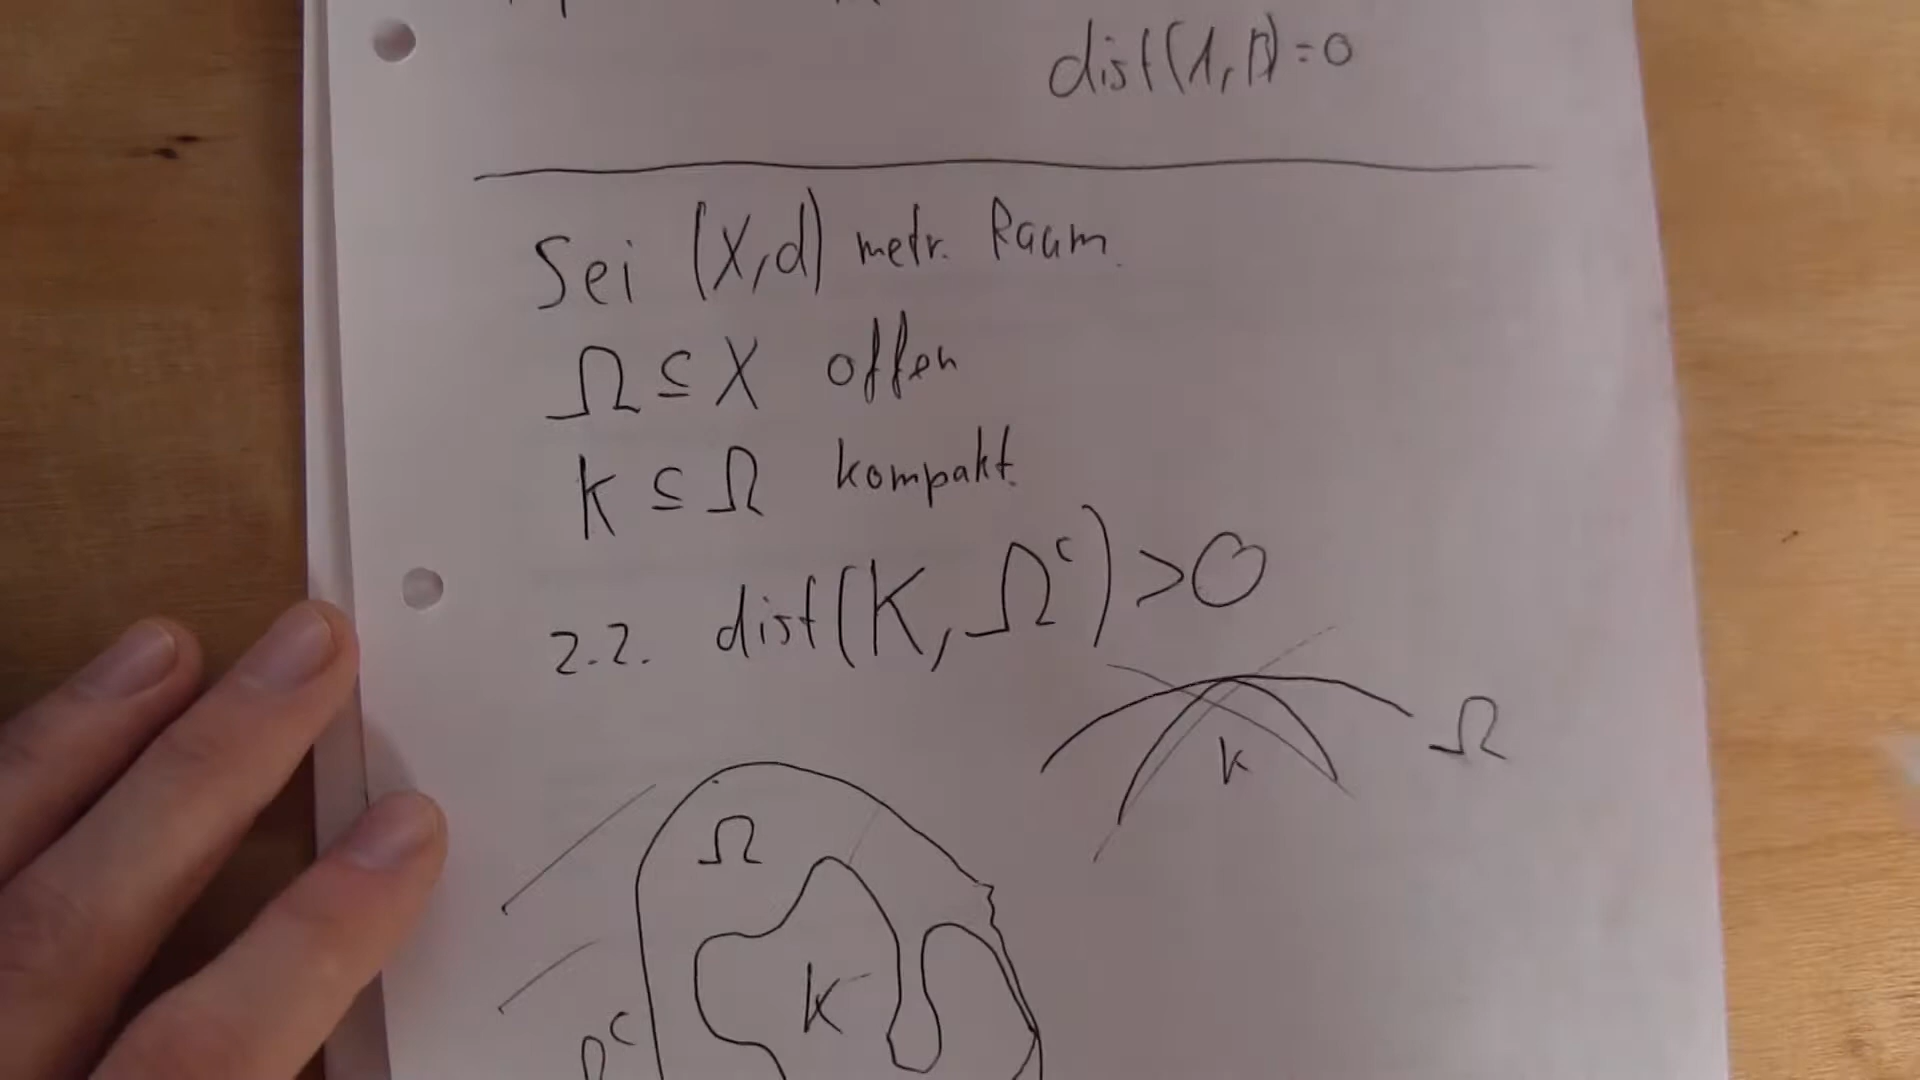 dist(A, B) = 0
Sei (X, d) metr. Raum.
Ω ⊆ X offen
K ⊆ Ω kompakt.
z.z. dist(K, Ω^c) > 0
Ω
K
Ω
K
Ω^c